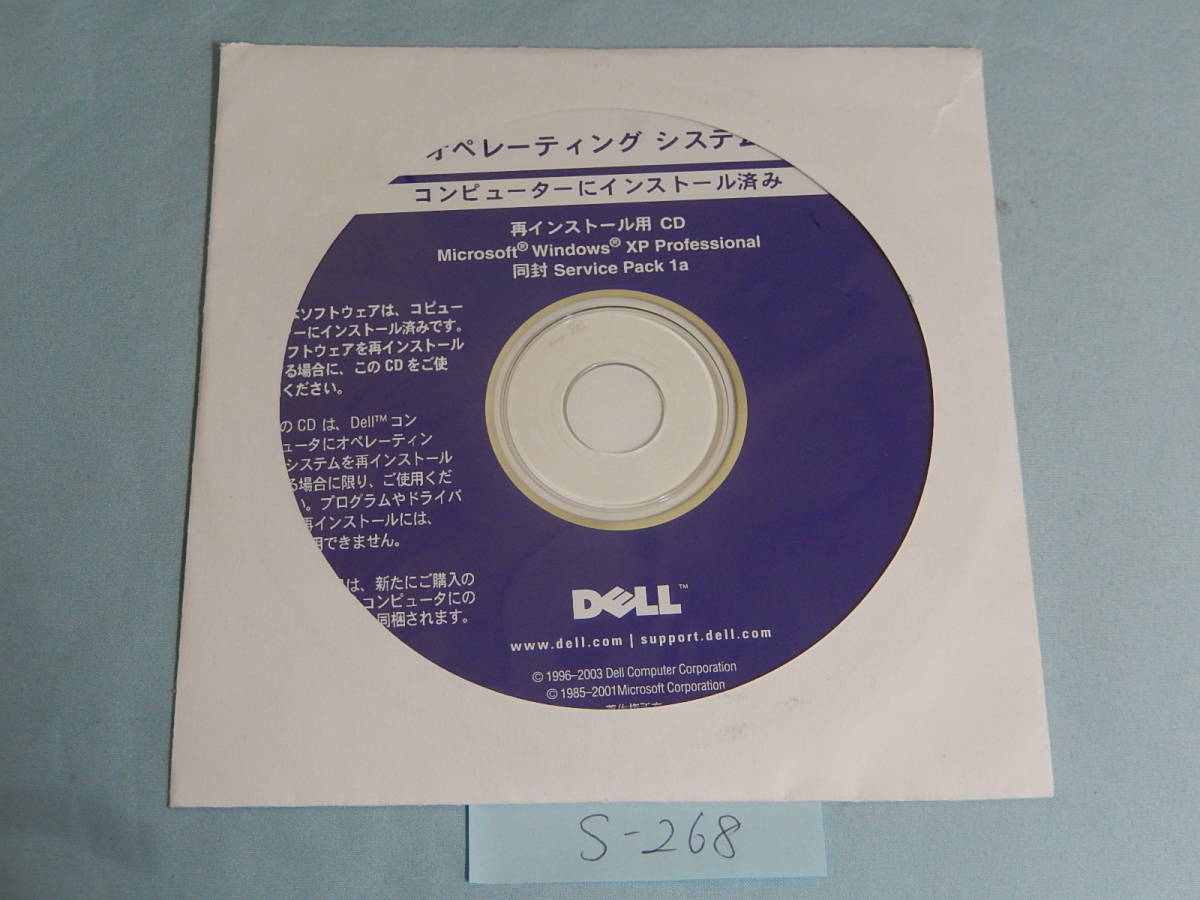 オペレーティング システム
コンピューターにインストール済み
再インストール用 CD
Microsoft® Windows® XP Professional
同封 Service Pack 1a
ソフトウェアは、コピュー
ーにインストール済みです。
フトウェアを再インストール
る場合に、この CD をご使
ください。
の CD は、Dell™ コン
ュータにオペレーティン
システムを再インストール
る場合に限り、ご使用くだ
い。プログラムやドライバ
再インストールには、
用できません。
は、新たにご購入の
コンピュータにの
同梱されます。
DELL™
www.dell.com | support.dell.com
© 1996–2003 Dell Computer Corporation
© 1985–2001Microsoft Corporation
S-268